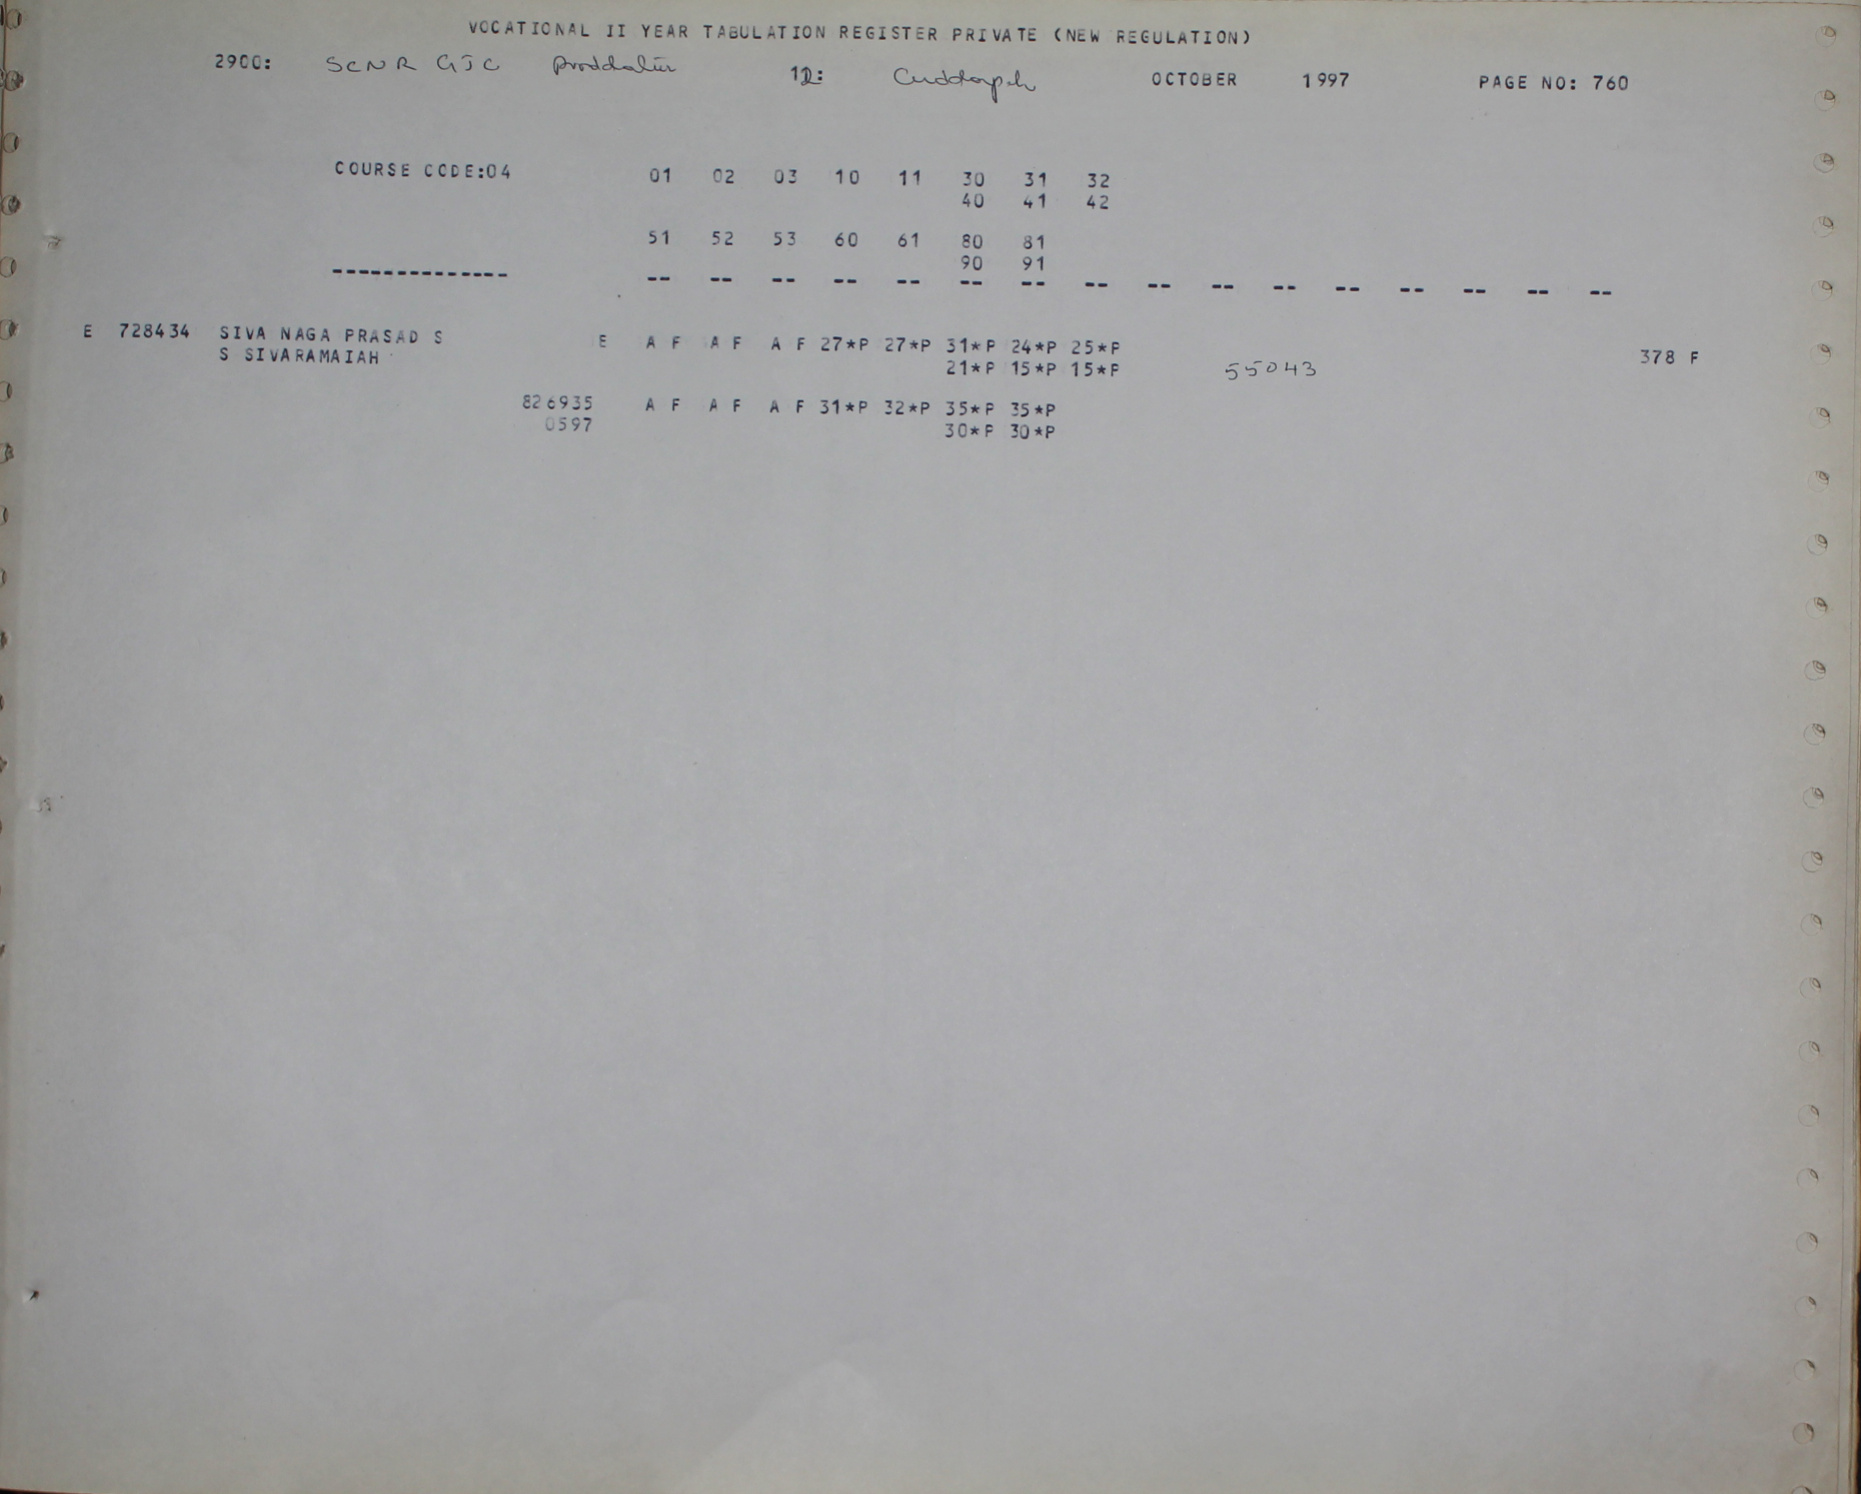 VOCATIONAL II YEAR TABULATION REGISTER PRIVATE (NEW REGULATION)
2900: SCNR GJC Proddatur 12: Cuddapah OCTOBER 1997 PAGE NO: 760
COURSE CODE:04 01 02 03 10 11 30 31 32
40 41 42
51 52 53 60 61 80 81
90 91
-------------- -- -- -- -- -- -- -- -- -- -- -- -- -- -- -- --
E 728434 SIVA NAGA PRASAD S E A F A F A F 27*P 27*P 31*P 24*P 25*P
S SIVARAMAIAH 21*P 15*P 15*P 55043 378 F
826935 A F A F A F 31*P 32*P 35*P 35*P
0597 30*P 30*P